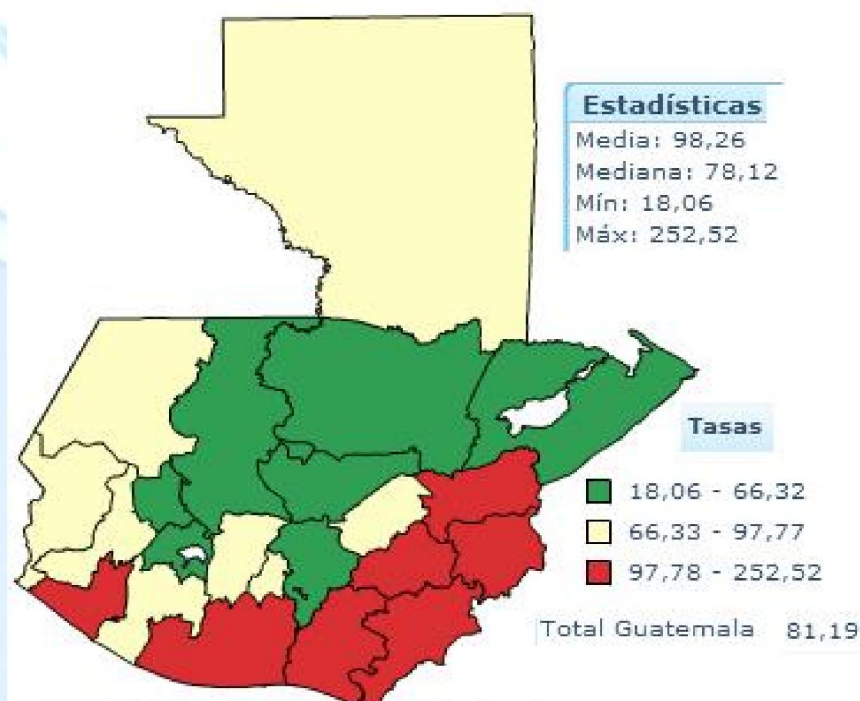 Estadísticas
Media: 98,26
Mediana: 78,12
Mín: 18,06
Máx: 252,52
Tasas
18,06 - 66,32
66,33 - 97,77
97,78 - 252,52
Total Guatemala 81,19